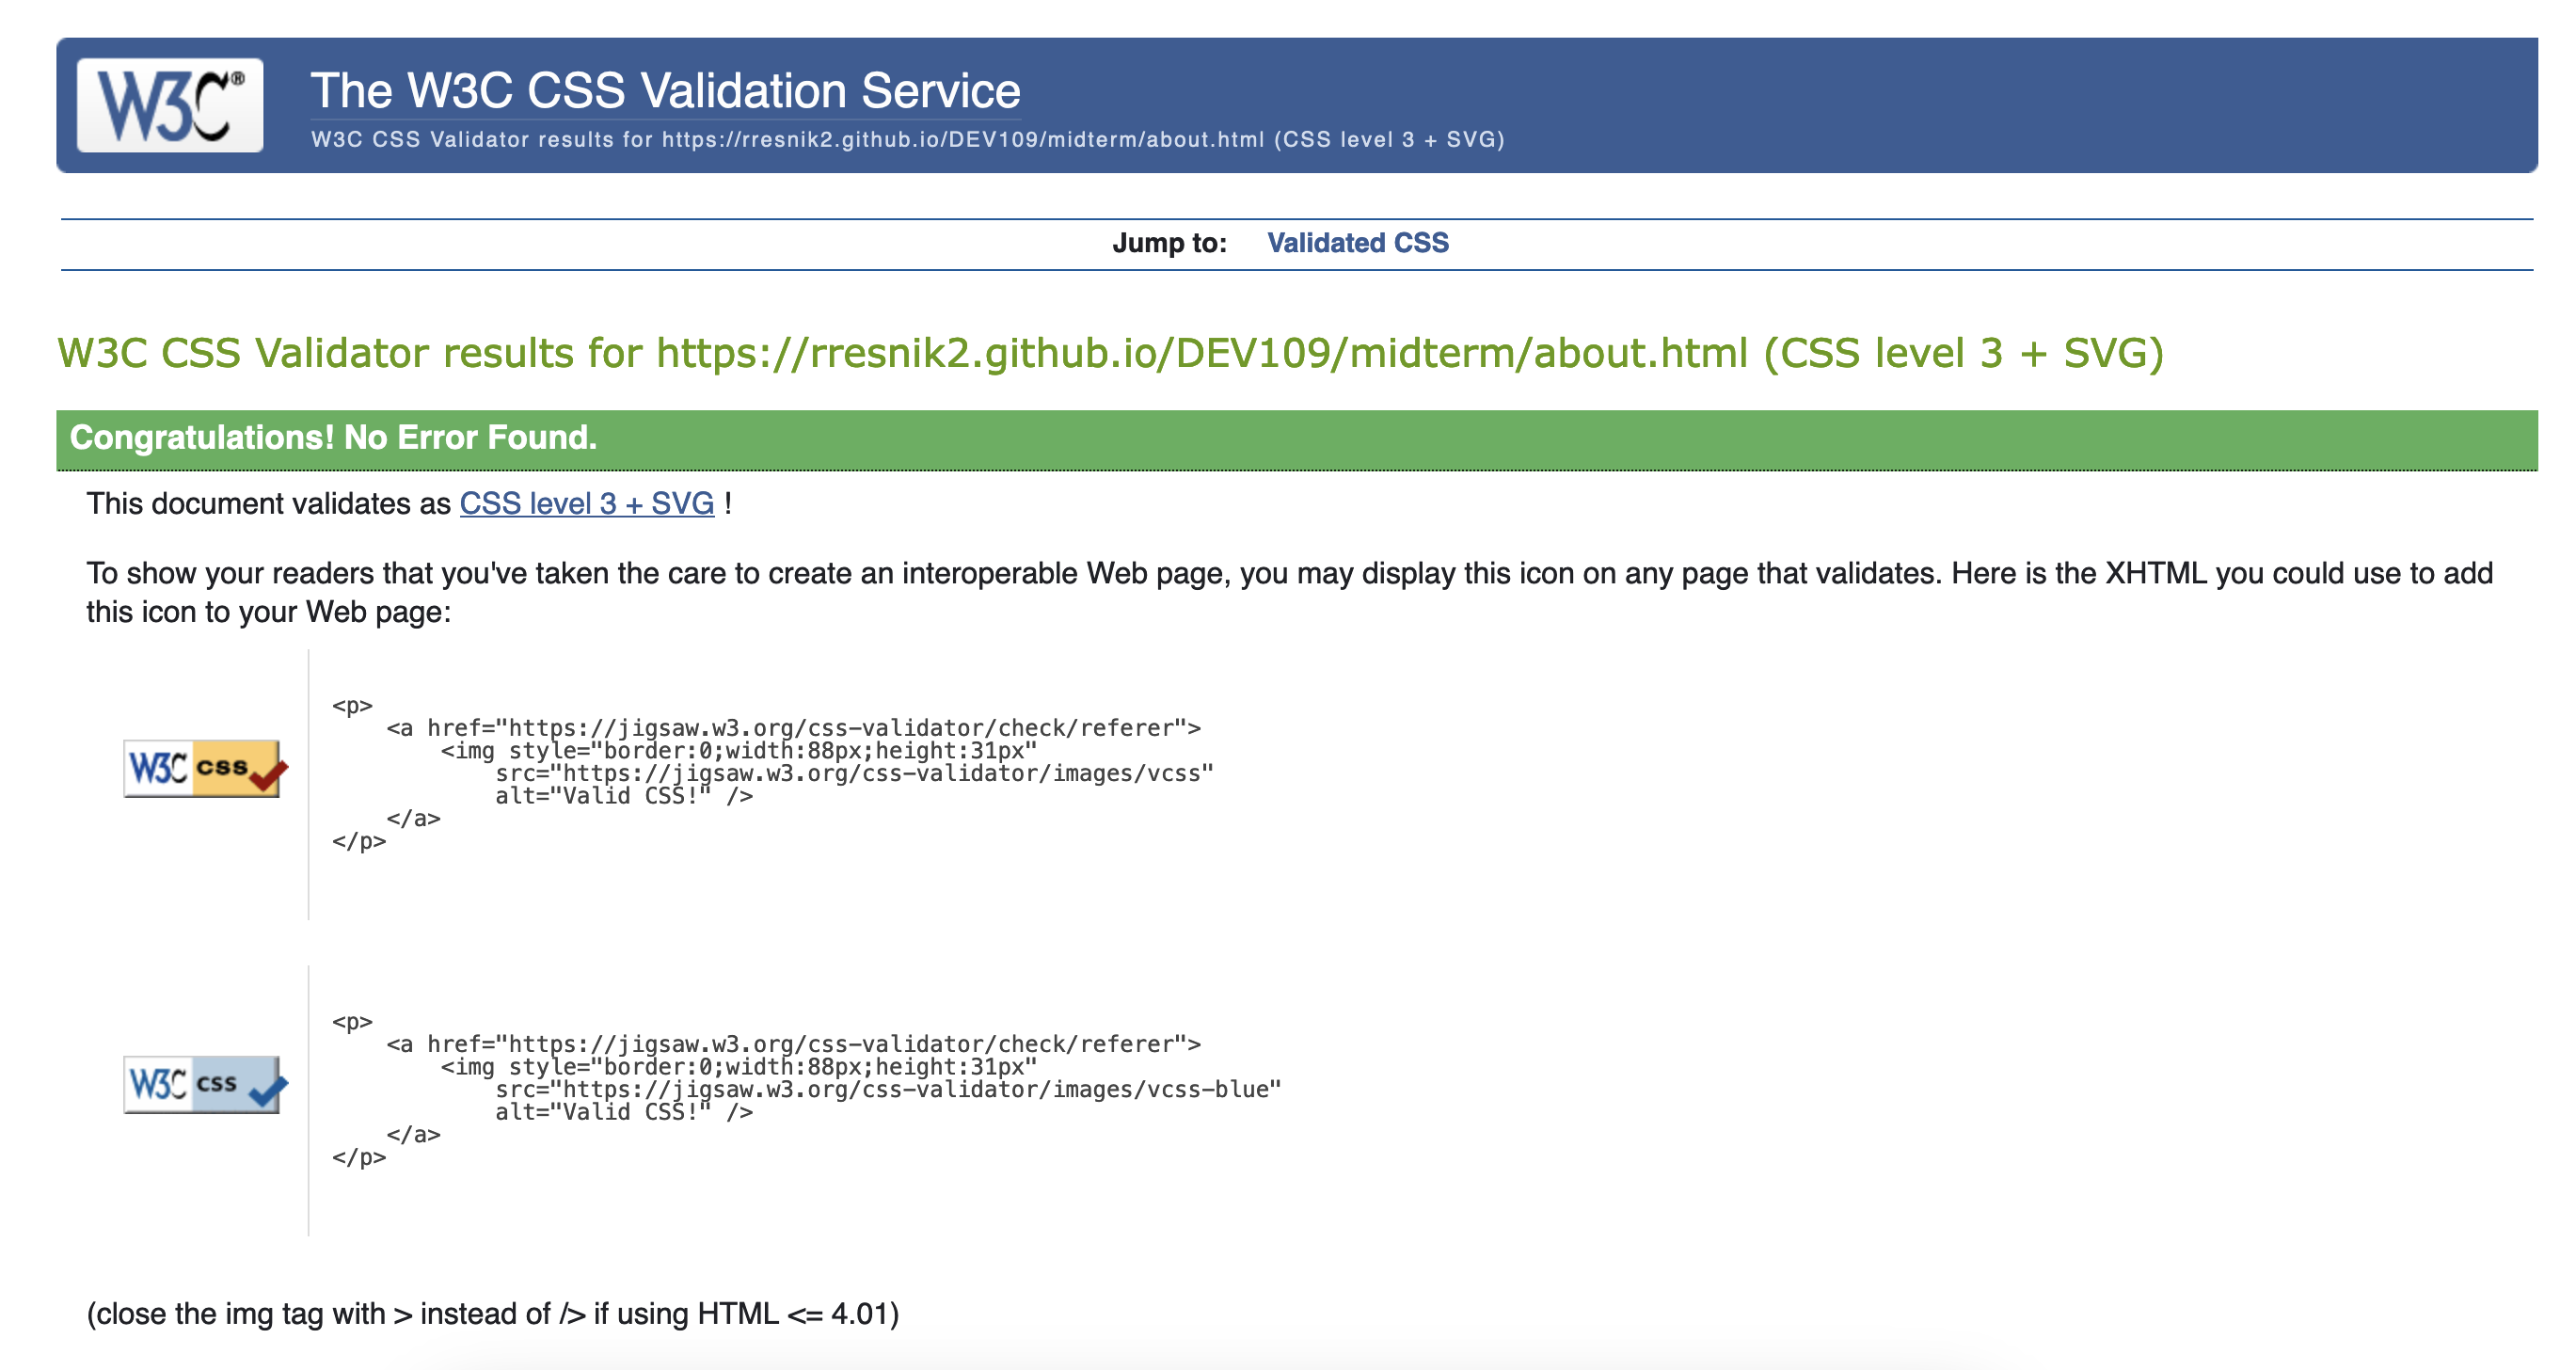 W3C®
The W3C CSS Validation Service
W3C CSS Validator results for https://rresnik2.github.io/DEV109/midterm/about.html (CSS level 3 + SVG)
Jump to: Validated CSS
W3C CSS Validator results for https://rresnik2.github.io/DEV109/midterm/about.html (CSS level 3 + SVG)
Congratulations! No Error Found.
This document validates as CSS level 3 + SVG !
To show your readers that you've taken the care to create an interoperable Web page, you may display this icon on any page that validates. Here is the XHTML you could use to add
this icon to your Web page:
W3C css
<p>
    <a href="https://jigsaw.w3.org/css-validator/check/referer">
        <img style="border:0;width:88px;height:31px"
            src="https://jigsaw.w3.org/css-validator/images/vcss"
            alt="Valid CSS!" />
    </a>
</p>
W3C css
<p>
    <a href="https://jigsaw.w3.org/css-validator/check/referer">
        <img style="border:0;width:88px;height:31px"
            src="https://jigsaw.w3.org/css-validator/images/vcss-blue"
            alt="Valid CSS!" />
    </a>
</p>
(close the img tag with > instead of /> if using HTML <= 4.01)